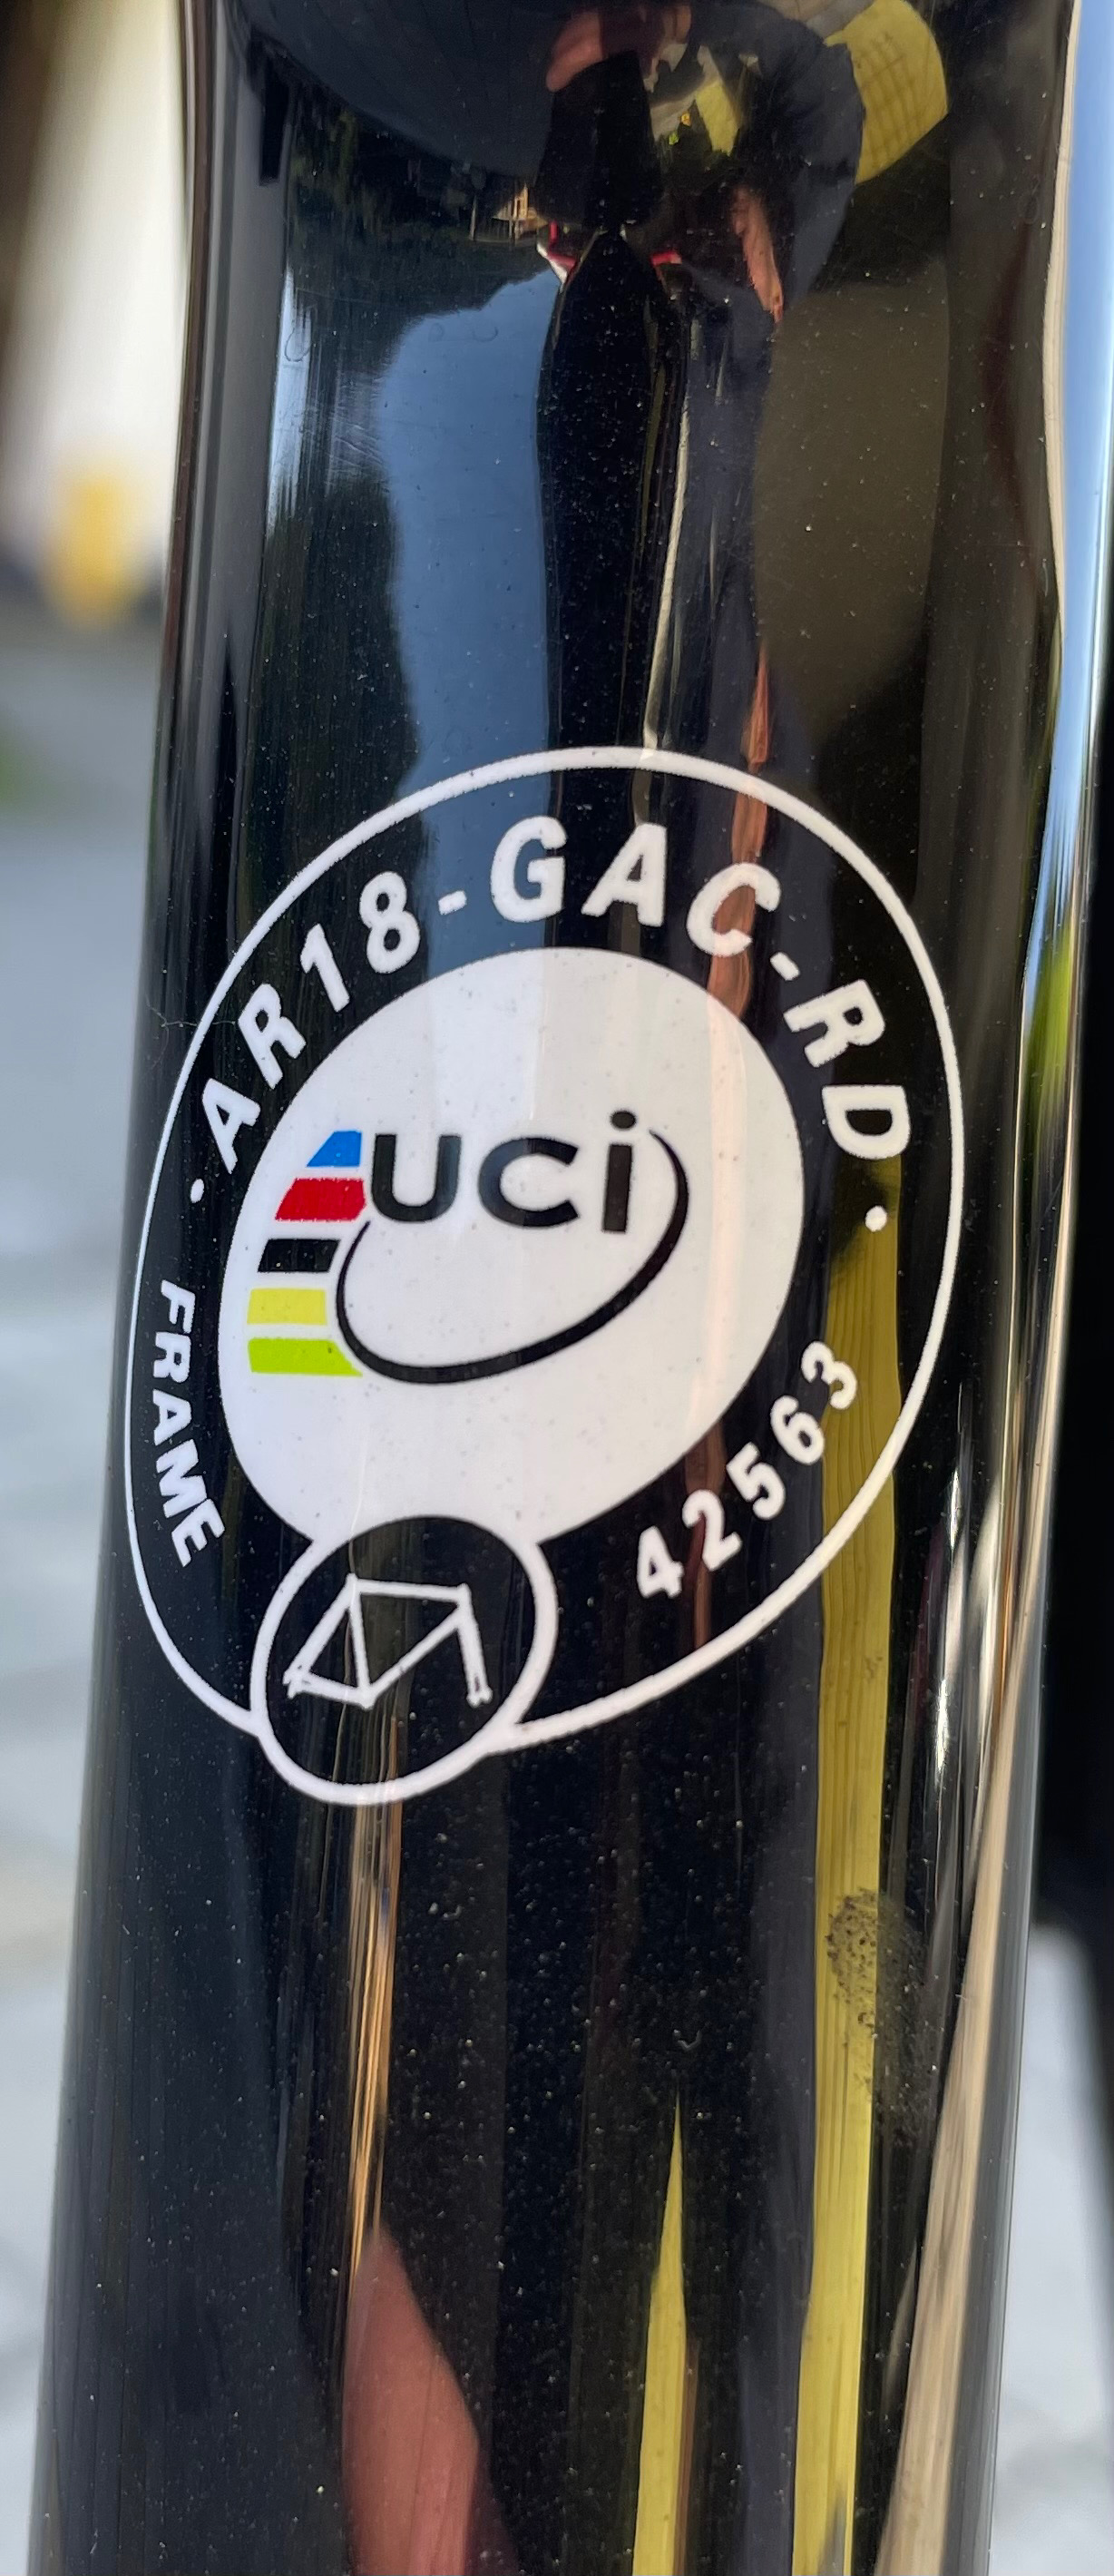 • AR18-GAC-RD •
uci
FRAME
42563